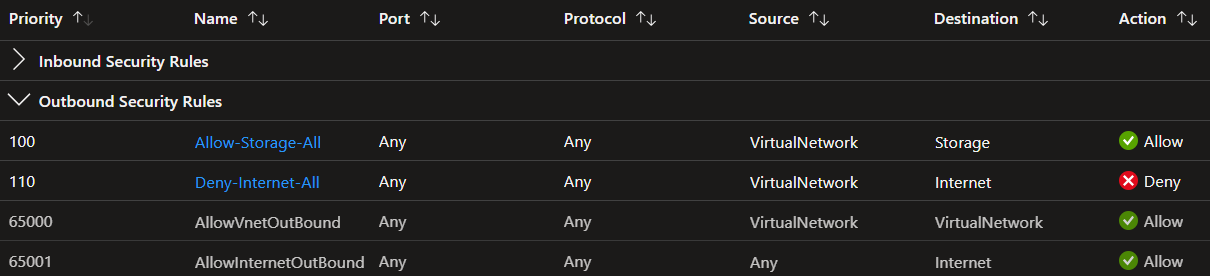 Priority Name Port Protocol Source Destination Action
Inbound Security Rules
Outbound Security Rules
100 Allow-Storage-All Any Any VirtualNetwork Storage Allow
110 Deny-Internet-All Any Any VirtualNetwork Internet Deny
65000 AllowVnetOutBound Any Any VirtualNetwork VirtualNetwork Allow
65001 AllowInternetOutBound Any Any Any Internet Allow